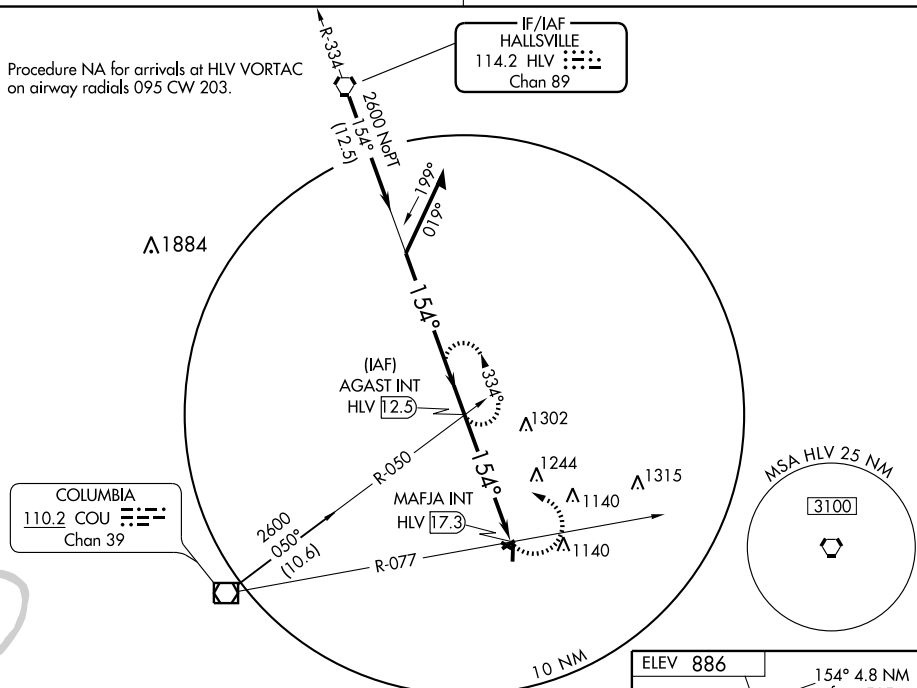 Procedure NA for arrivals at HLV VORTAC
on airway radials 095 CW 203.
R-334
IF/IAF
HALLSVILLE
114.2 HLV
Chan 89
2600 NoPT
154°
(12.5)
199°
019°
1884
154°
(IAF)
AGAST INT
HLV 12.5
334°
1302
R-050
154°
1244
1315
1140
MAFJA INT
HLV 17.3
1140
COLUMBIA
110.2 COU
Chan 39
2600
050°
(10.6)
R-077
10 NM
MSA HLV 25 NM
3100
ELEV 886
154° 4.8 NM